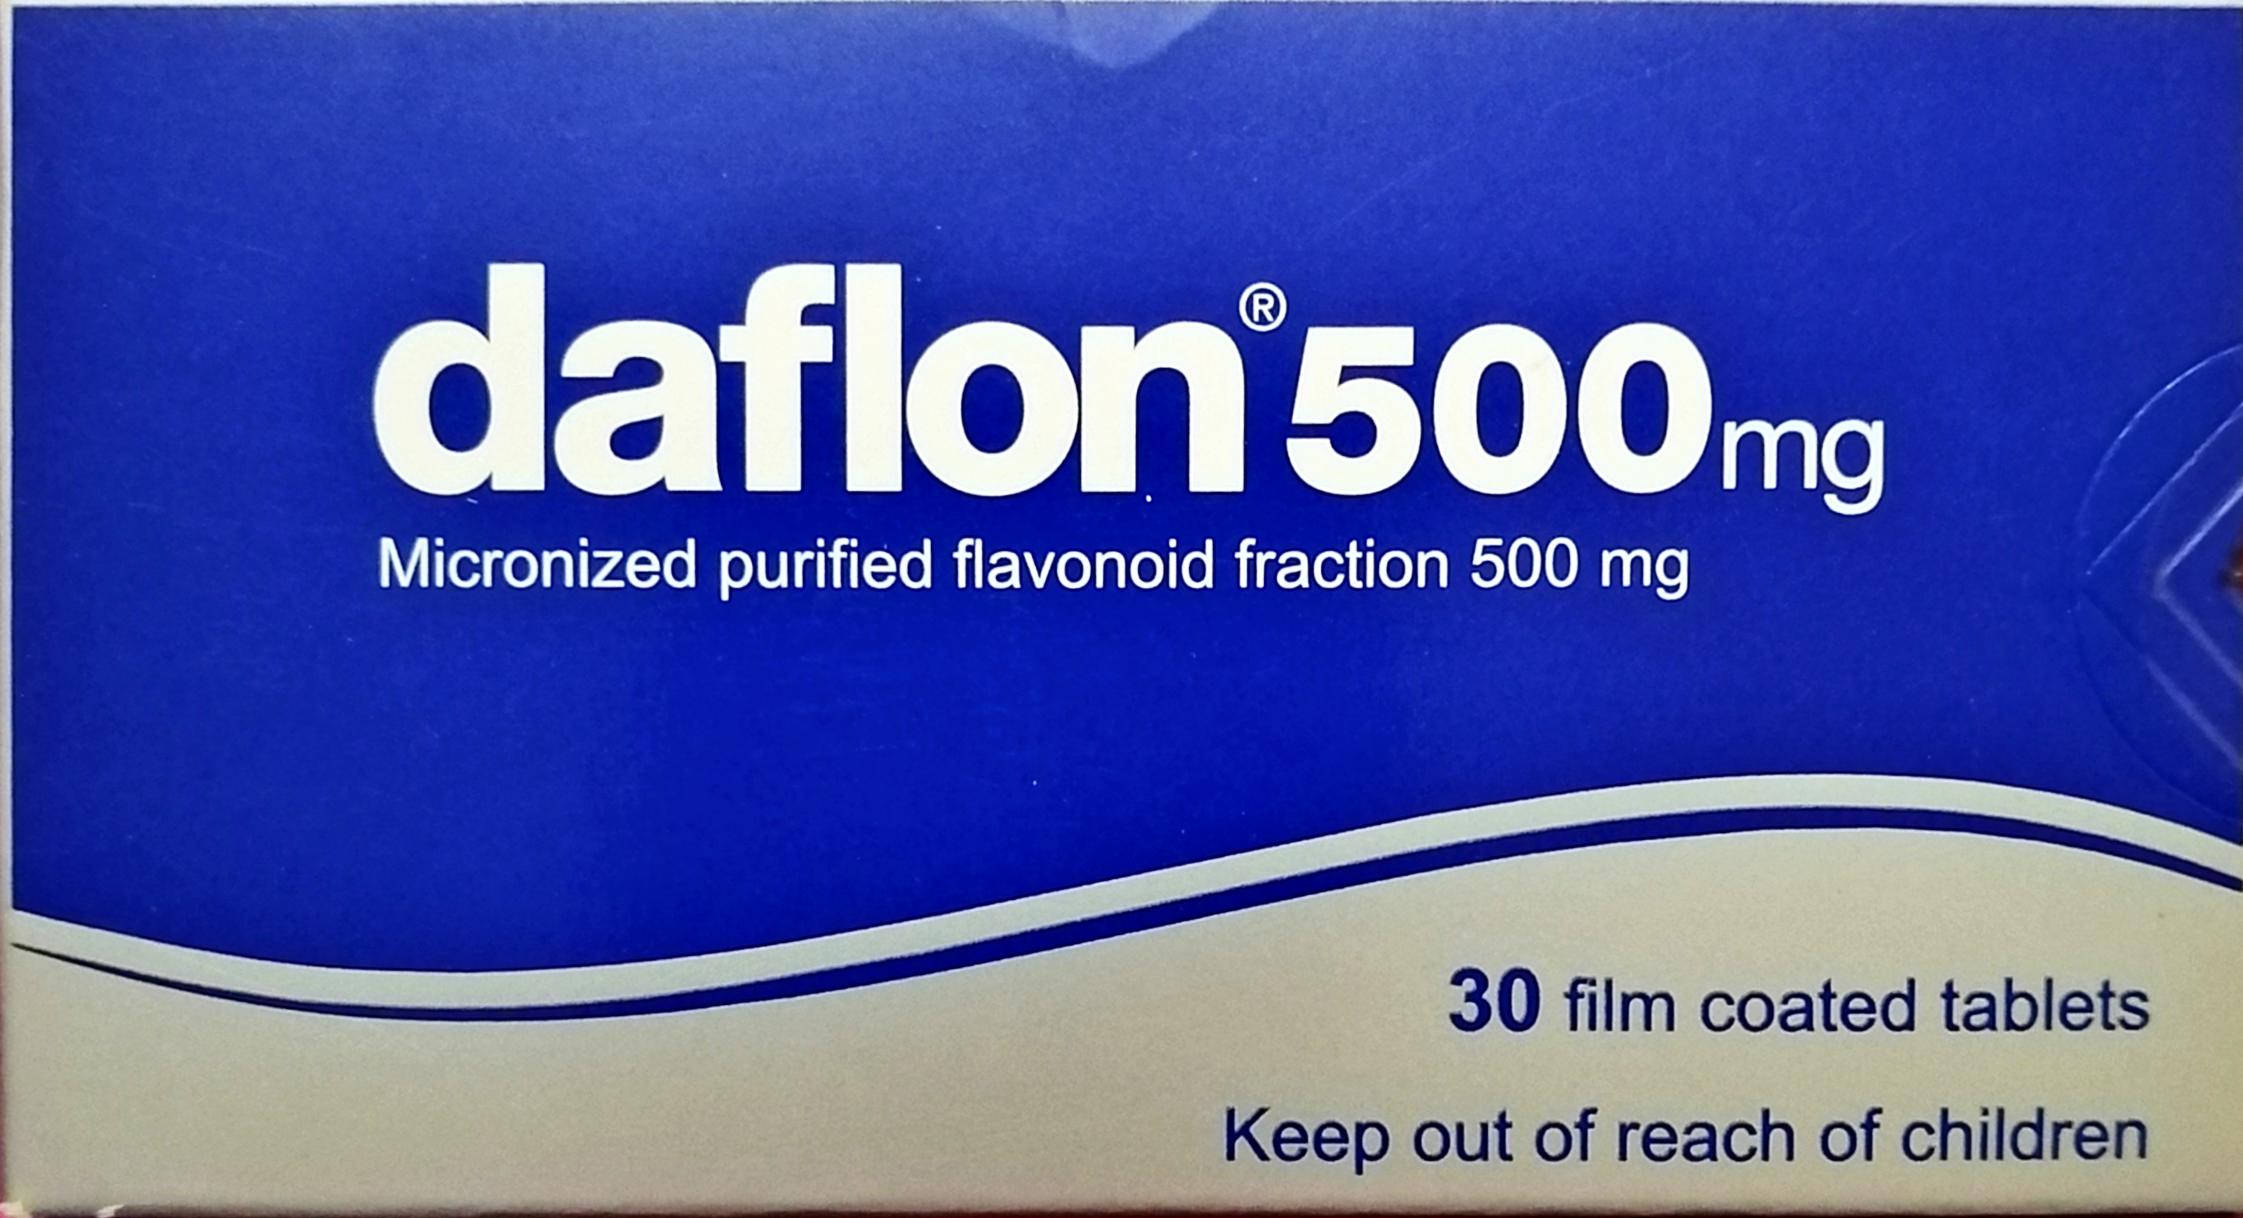 daflon® 500mg
Micronized purified flavonoid fraction 500 mg
30 film coated tablets
Keep out of reach of children